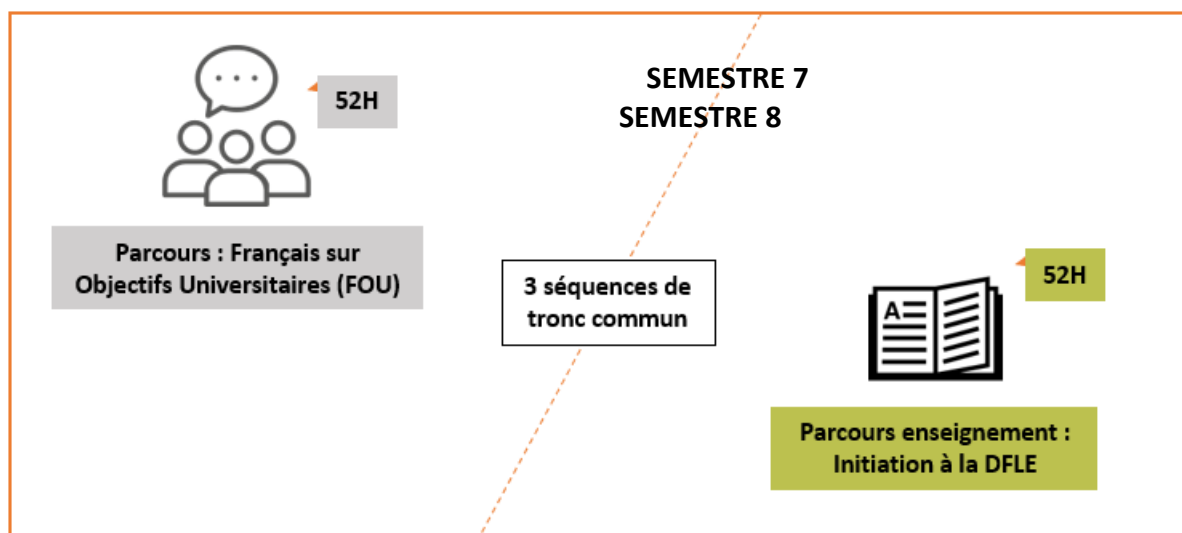 SEMESTRE 7
SEMESTRE 8
52H
Parcours : Français sur
Objectifs Universitaires (FOU)
3 séquences de
tronc commun
52H
A
Parcours enseignement :
Initiation à la DFLE